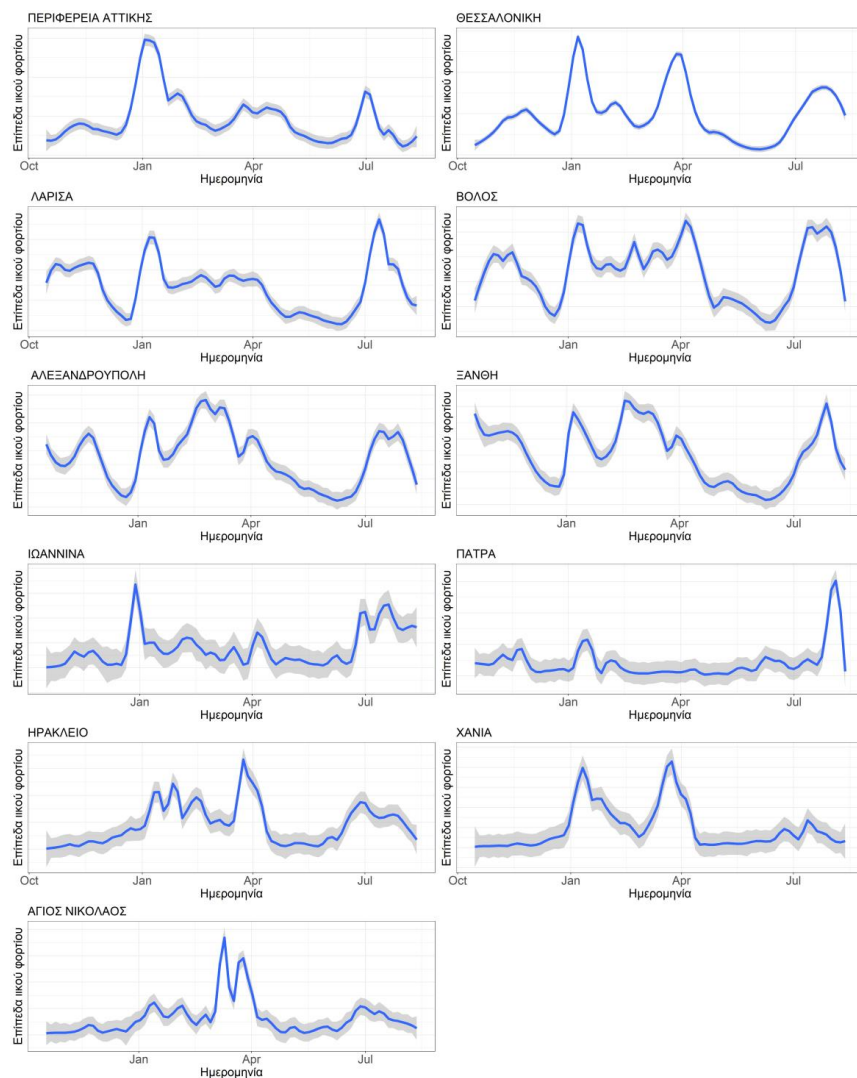 ΠΕΡΙΦΕΡΕΙΑ ΑΤΤΙΚΗΣ
Επίπεδα ιικού φορτίου
Oct Jan Apr Jul
Ημερομηνία
ΘΕΣΣΑΛΟΝΙΚΗ
Επίπεδα ιικού φορτίου
Oct Jan Apr Jul
Ημερομηνία
ΛΑΡΙΣΑ
Επίπεδα ιικού φορτίου
Oct Jan Apr Jul
Ημερομηνία
ΒΟΛΟΣ
Επίπεδα ιικού φορτίου
Jan Apr Jul
Ημερομηνία
ΑΛΕΞΑΝΔΡΟΥΠΟΛΗ
Επίπεδα ιικού φορτίου
Jan Apr Jul
Ημερομηνία
ΞΑΝΘΗ
Επίπεδα ιικού φορτίου
Jan Apr Jul
Ημερομηνία
ΙΩΑΝΝΙΝΑ
Επίπεδα ιικού φορτίου
Jan Apr Jul
Ημερομηνία
ΠΑΤΡΑ
Επίπεδα ιικού φορτίου
Jan Apr Jul
Ημερομηνία
ΗΡΑΚΛΕΙΟ
Επίπεδα ιικού φορτίου
Oct Jan Apr Jul
Ημερομηνία
ΧΑΝΙΑ
Επίπεδα ιικού φορτίου
Oct Jan Apr Jul
Ημερομηνία
ΑΓΙΟΣ ΝΙΚΟΛΑΟΣ
Επίπεδα ιικού φορτίου
Jan Apr Jul
Ημερομηνία